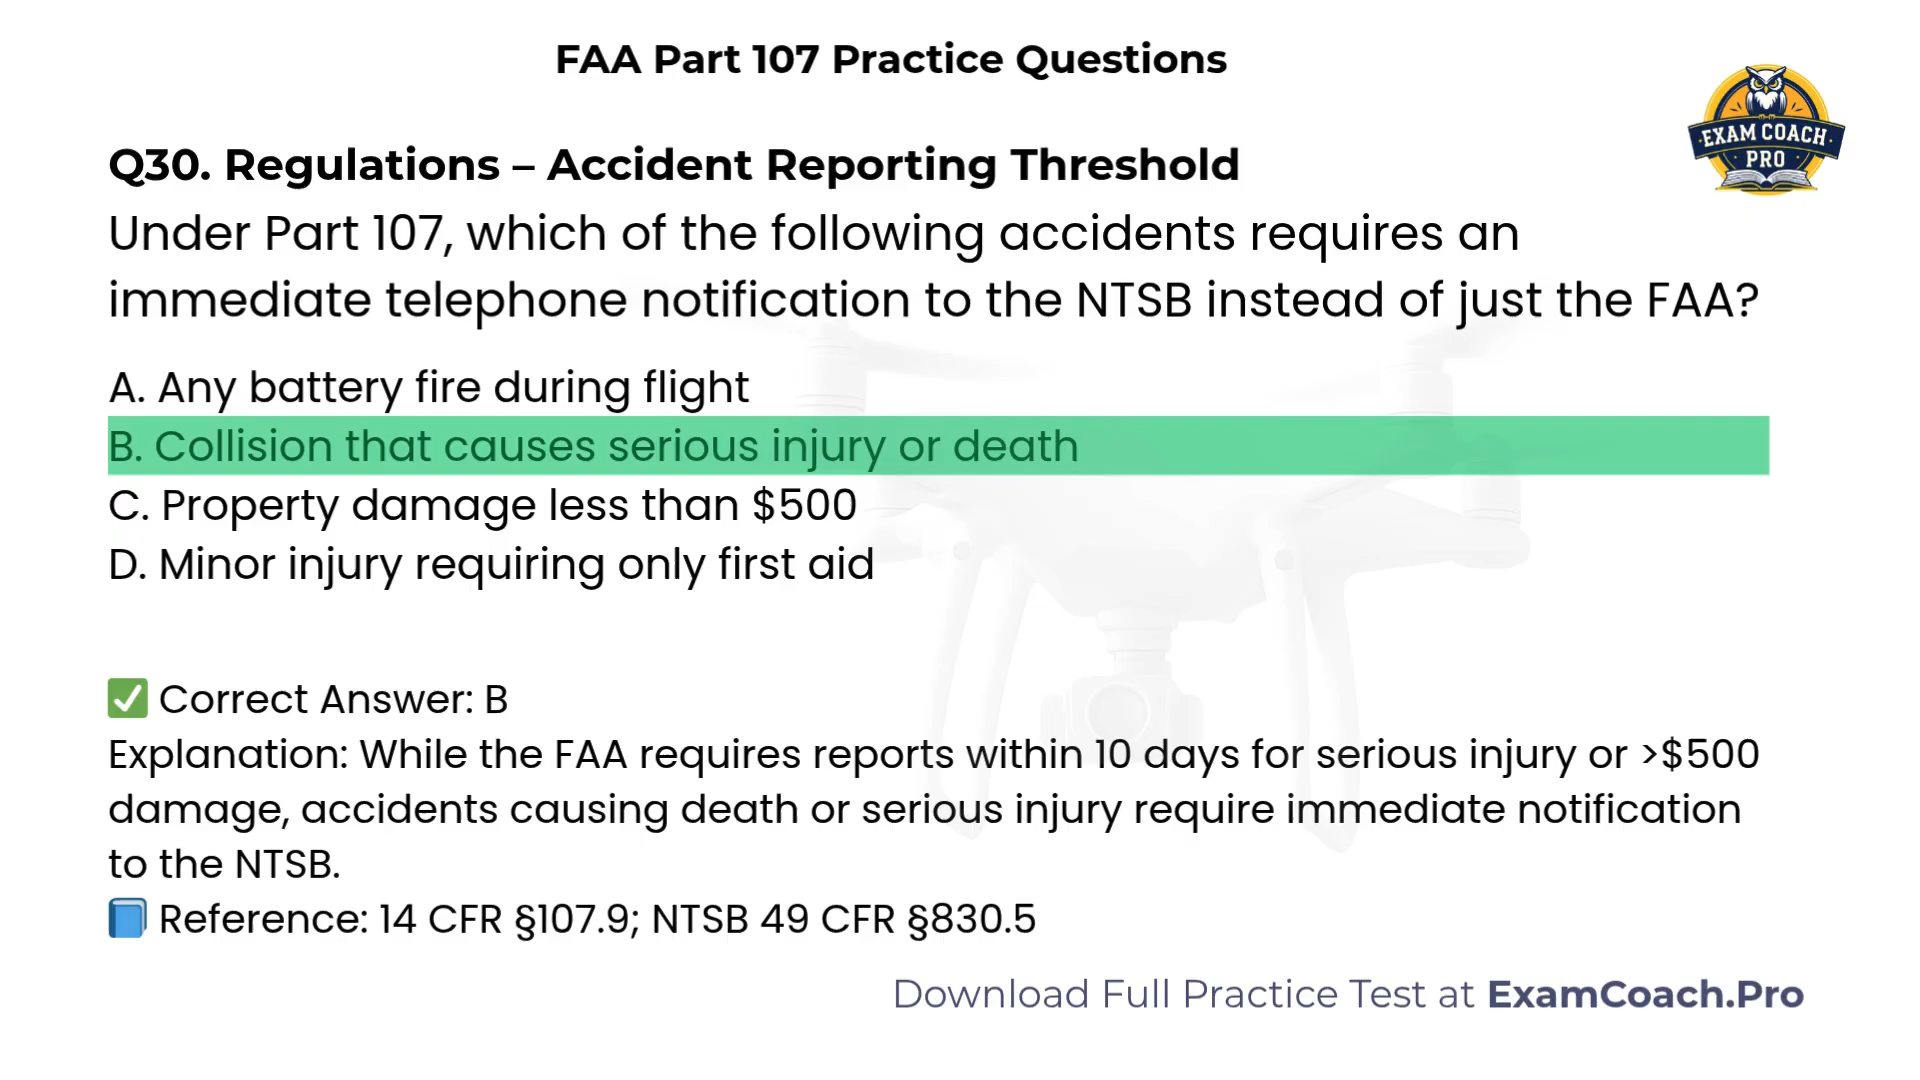 FAA Part 107 Practice Questions
EXAM COACH
PRO
Q30. Regulations – Accident Reporting Threshold
Under Part 107, which of the following accidents requires an
immediate telephone notification to the NTSB instead of just the FAA?
A. Any battery fire during flight
B. Collision that causes serious injury or death
C. Property damage less than $500
D. Minor injury requiring only first aid
✅ Correct Answer: B
Explanation: While the FAA requires reports within 10 days for serious injury or >$500
damage, accidents causing death or serious injury require immediate notification
to the NTSB.
📘 Reference: 14 CFR §107.9; NTSB 49 CFR §830.5
Download Full Practice Test at ExamCoach.Pro